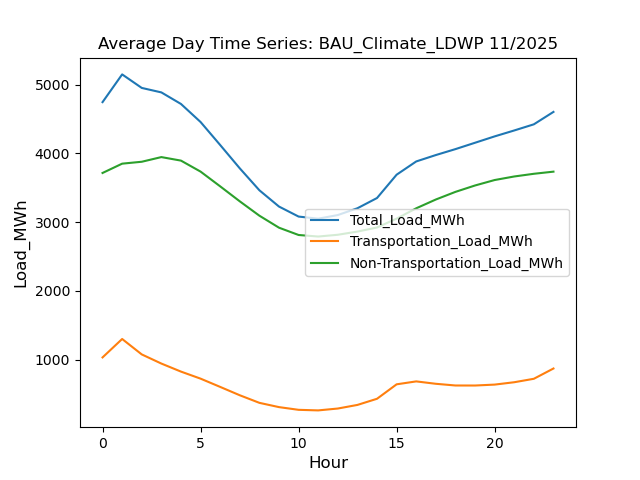 Average Day Time Series: BAU_Climate_LDWP 11/2025
Load_MWh
5000
4000
3000
2000
1000
Total_Load_MWh
Transportation_Load_MWh
Non-Transportation_Load_MWh
0 5 10 15 20
Hour